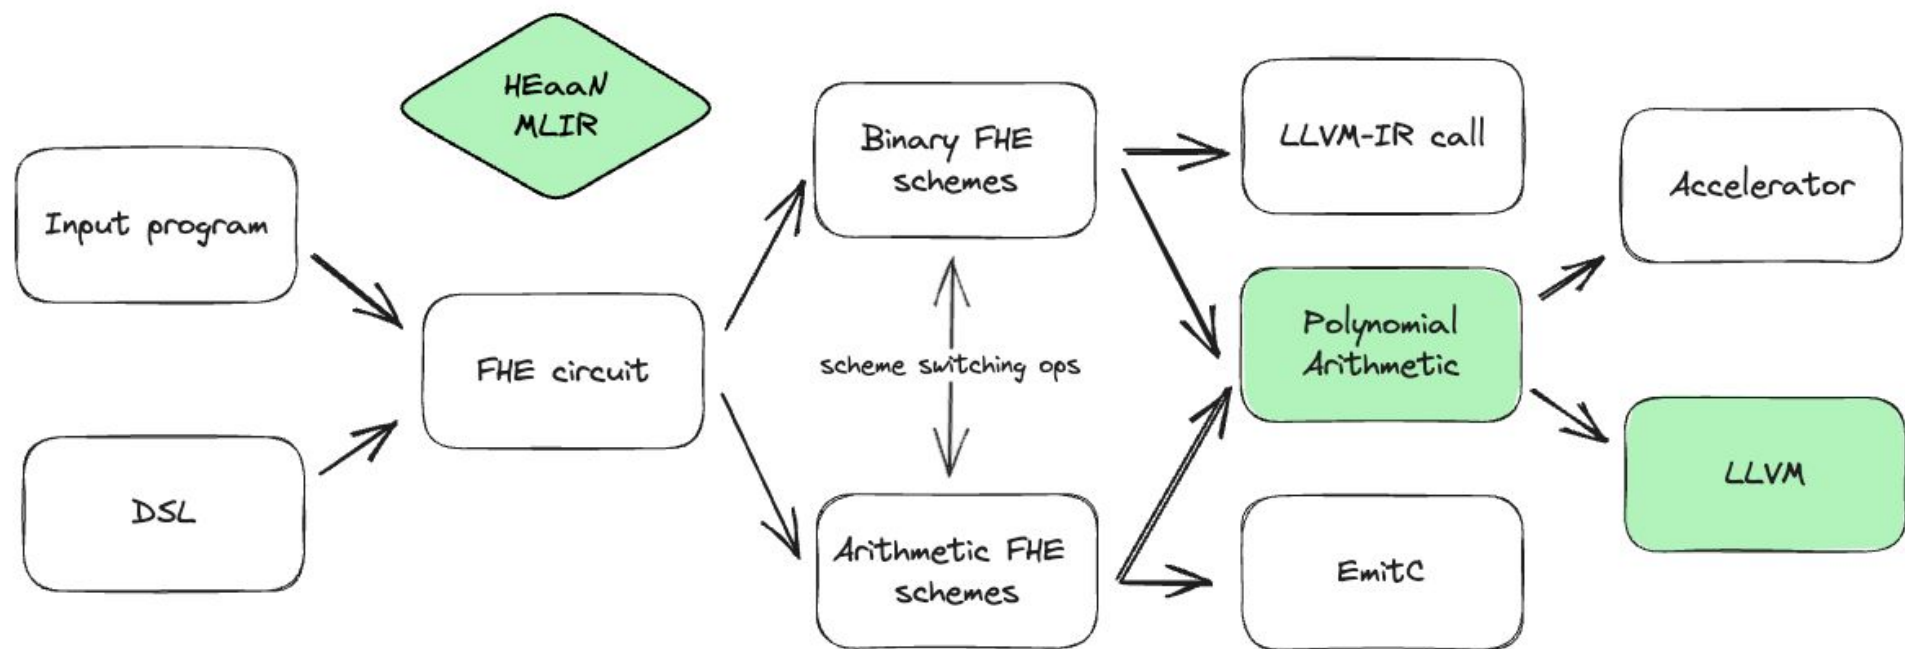 HEaaN
MLIR
Input program
DSL
FHE circuit
Binary FHE
schemes
scheme switching ops
Arithmetic FHE
schemes
LLVM-IR call
Polynomial
Arithmetic
EmitC
Accelerator
LLVM